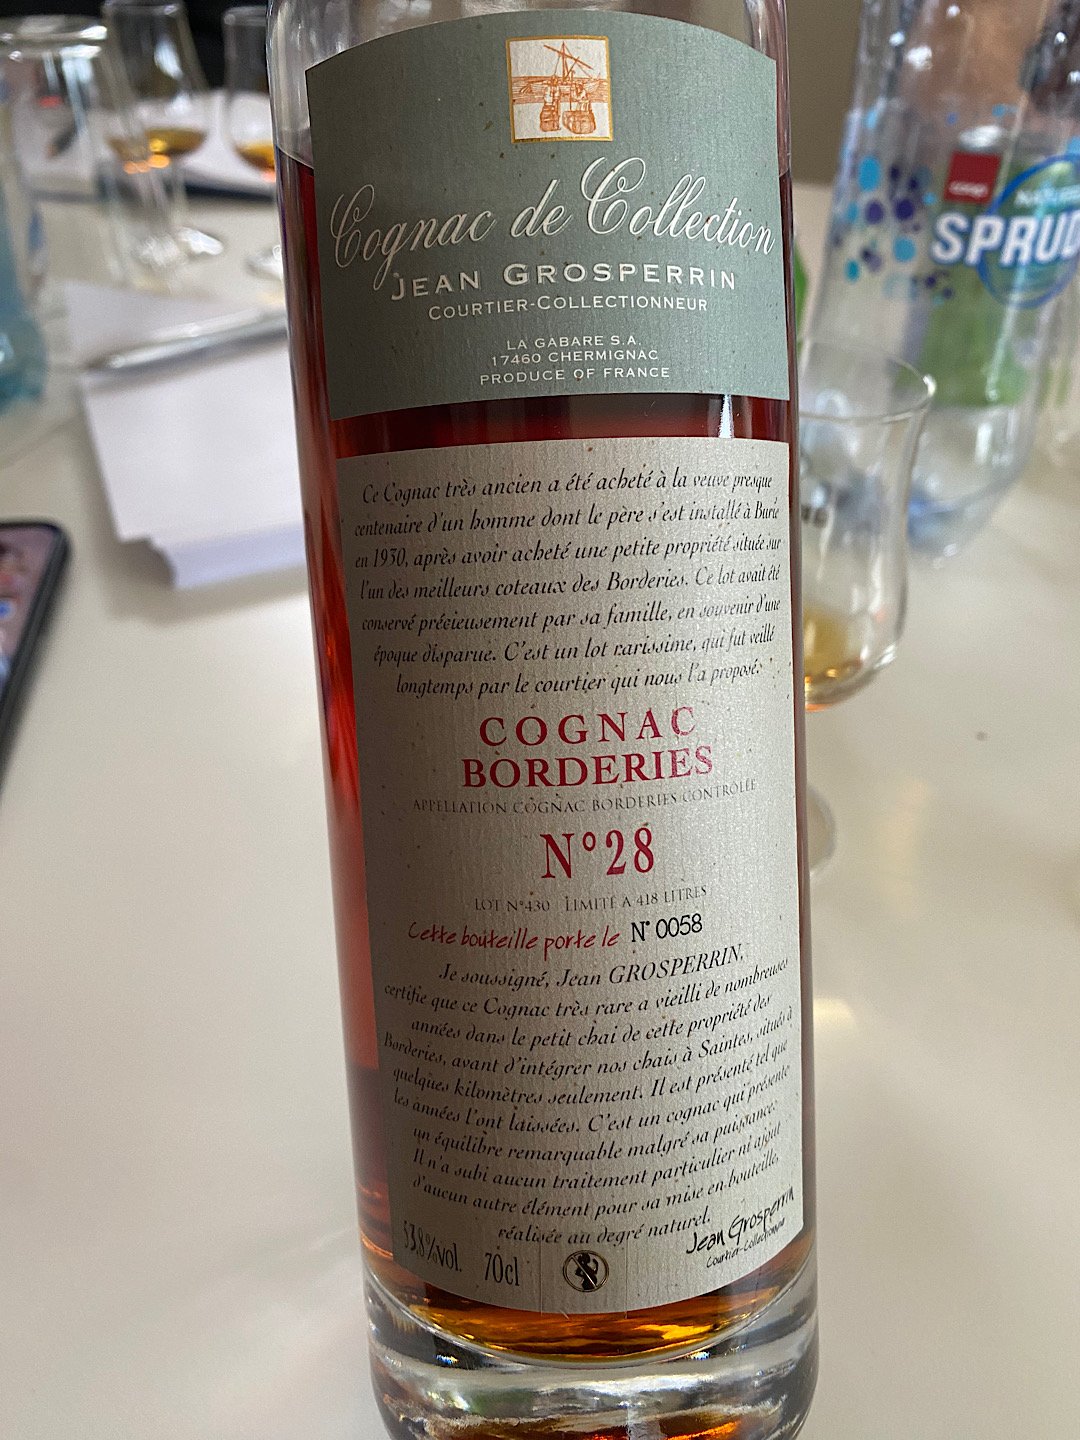 Cognac de Collection
JEAN GROSPERRIN
COURTIER-COLLECTIONNEUR
LA GABARE S.A.
17460 CHERMIGNAC
PRODUCE OF FRANCE
Ce Cognac très ancien a été acheté à la veuve presque
centenaire d'un homme dont le père s'est installé à Burie
en 1930, après avoir acheté une petite propriété située sur
l'un des meilleurs coteaux des Borderies. Ce lot avait été
conservé précieusement par sa famille, en souvenir d'une
époque disparue. C'est un lot rarissime, qui fut veillé
longtemps par le courtier qui nous l'a proposé.
COGNAC
BORDERIES
APPELLATION COGNAC BORDERIES CONTRÔLÉE
N°28
LOT N°430 LIMITÉ A 418 LITRES
Cette bouteille porte le N° 0058
Je soussigné, Jean GROSPERRIN,
certifie que ce Cognac très rare a vieilli de nombreuses
années dans le petit chai de cette propriété des
Borderies, avant d'intégrer nos chais à Saintes, situés à
quelques kilomètres seulement. Il est présenté tel que
les années l'ont laissées. C'est un cognac qui présente
un équilibre remarquable malgré sa puissance.
Il n'a subi aucun traitement particulier ni ajout
d'aucun autre élément pour sa mise en bouteille,
réalisée au degré naturel.
53,8%vol. 70cl
Jean Grosperrin
Courtier-Collectionneur
coop
SPRUD